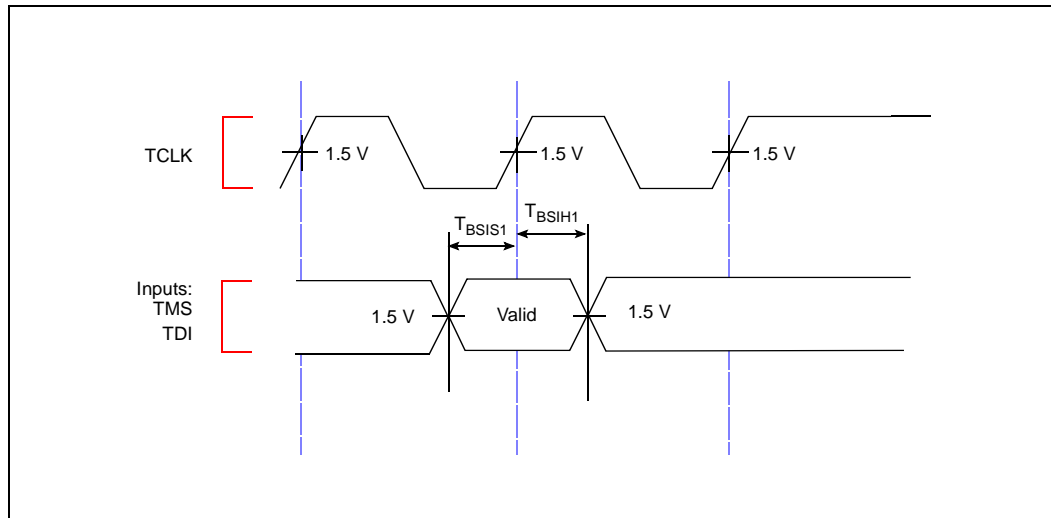 TCLK
1.5 V
1.5 V
1.5 V
TBSIS1
TBSIH1
Inputs:
TMS
TDI
1.5 V
Valid
1.5 V